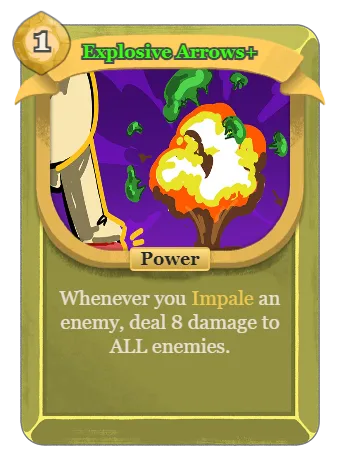 1
Explosive Arrows+
Power
Whenever you Impale an
enemy, deal 8 damage to
ALL enemies.